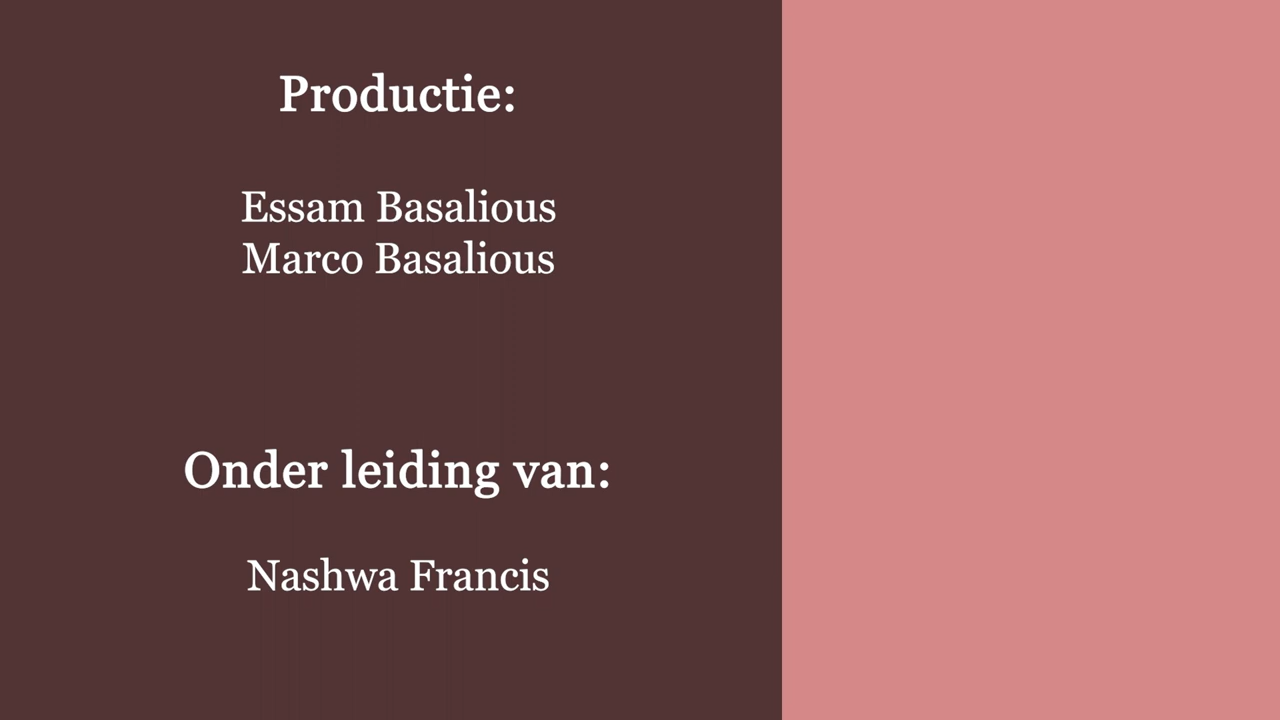 Productie:
Essam Basalious
Marco Basalious
Onder leiding van:
Nashwa Francis